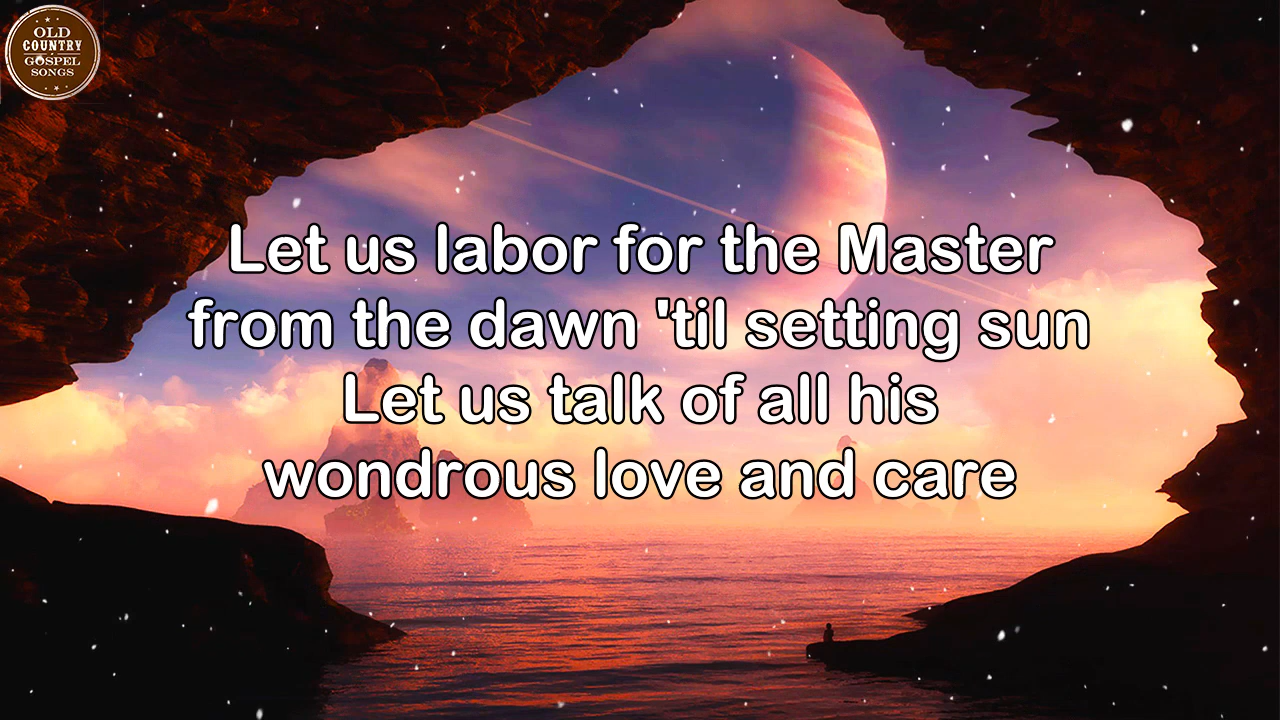 OLD
COUNTRY
GOSPEL
SONGS
Let us labor for the Master
from the dawn 'til setting sun
Let us talk of all his
wondrous love and care